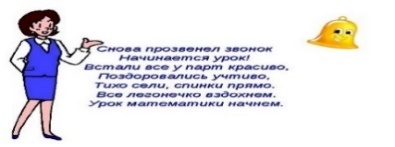 Снова прозвенел звонок
Начинается урок!
Встали все у парт красиво,
Поздоровались учтиво,
Тихо сели, спинки прямо.
Все легонечко вздохнем.
Урок математики начнем.